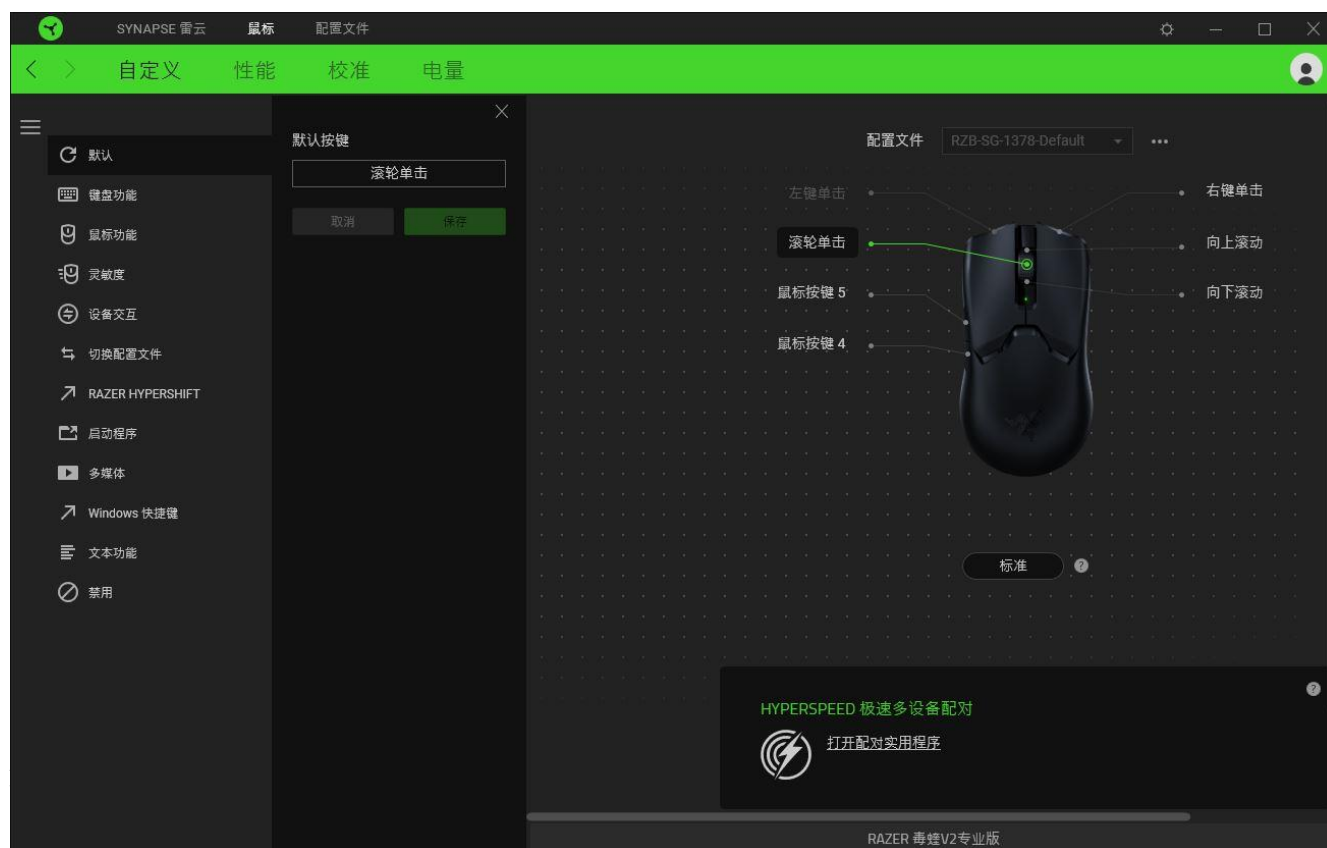 SYNAPSE 雷云 鼠标 配置文件
自定义 性能 校准 电量
默认按键
滚轮单击
取消 保存
默认
键盘功能
鼠标功能
灵敏度
设备交互
切换配置文件
RAZER HYPERSHIFT
启动程序
多媒体
Windows 快捷键
文本功能
禁用
配置文件 RZB-SG-1378-Default
左键单击 右键单击
滚轮单击 向上滚动
鼠标按键 5 向下滚动
鼠标按键 4
标准 ?
HYPERSPEED 极速多设备配对 ?
打开配对实用程序
RAZER 毒蝰V2专业版